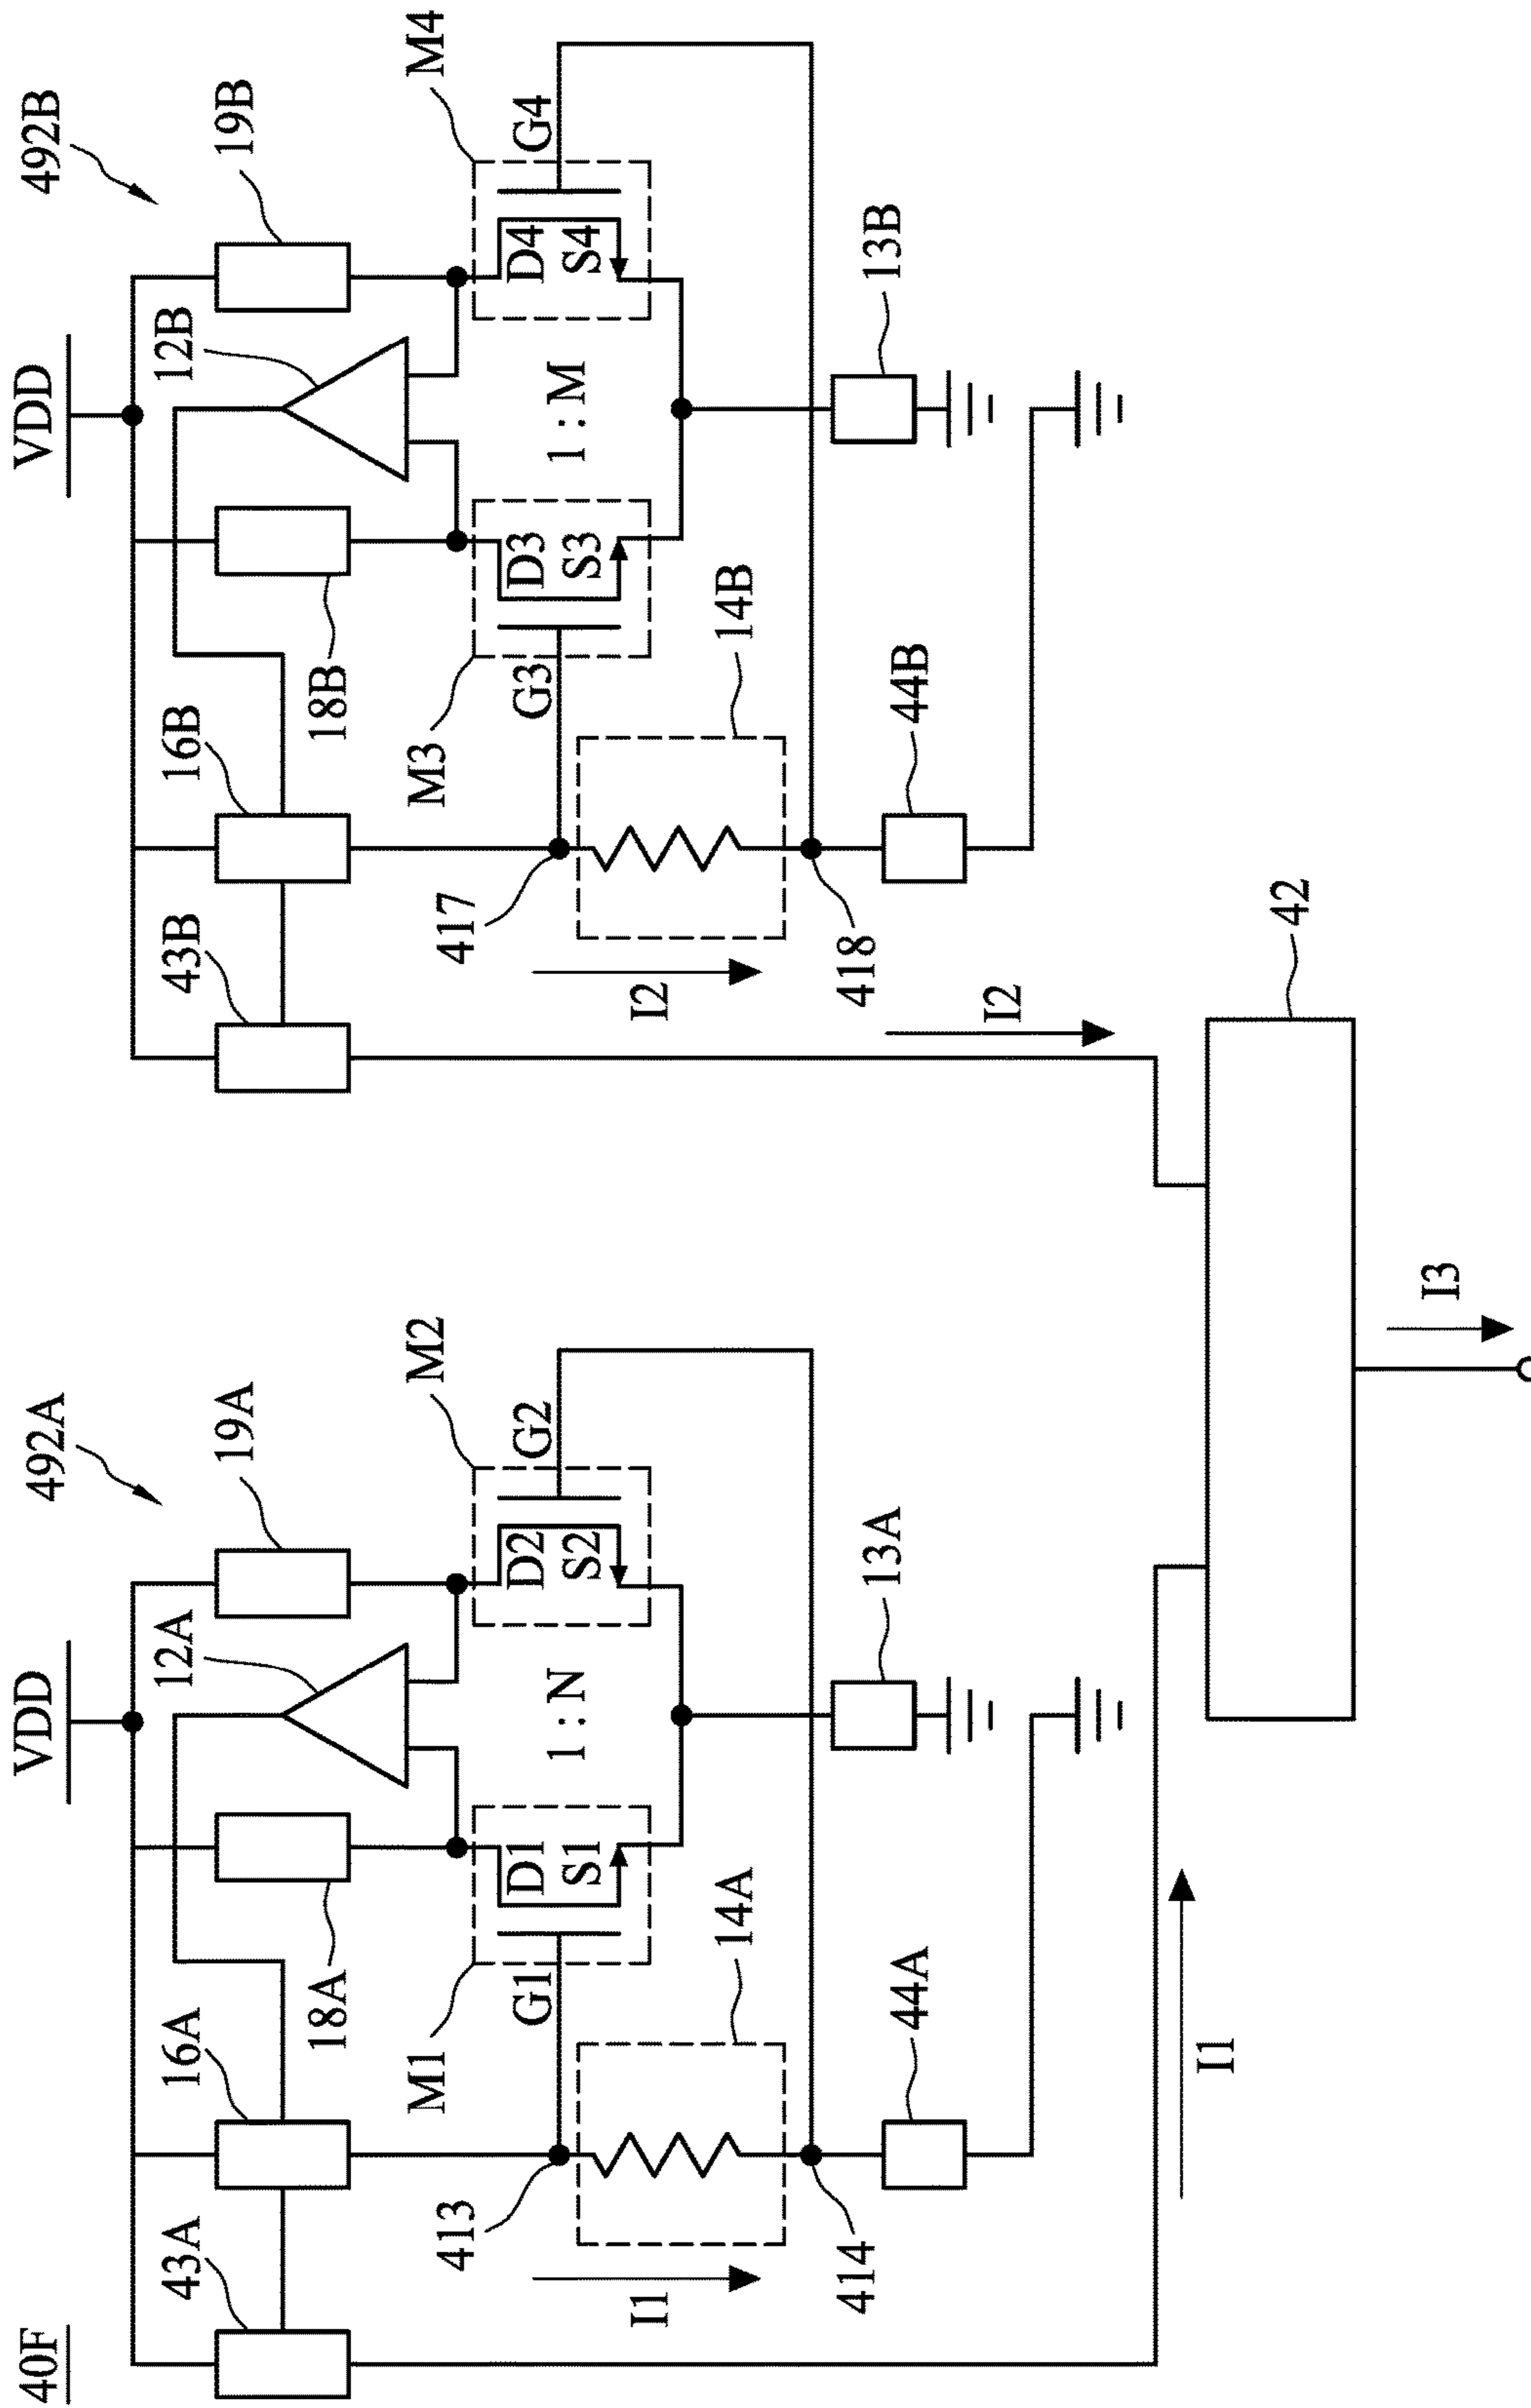 40F
492A
492B
VDD
VDD
43A
16A
12A
19A
43B
16B
12B
19B
18A
18B
M1
M2
M3
M4
413
G1
D1
S1
1 : N
D2
S2
G2
417
G3
D3
S3
1 : M
D4
S4
G4
I1
14A
I2
14B
414
44A
13A
418
44B
13B
I1
I2
42
I3